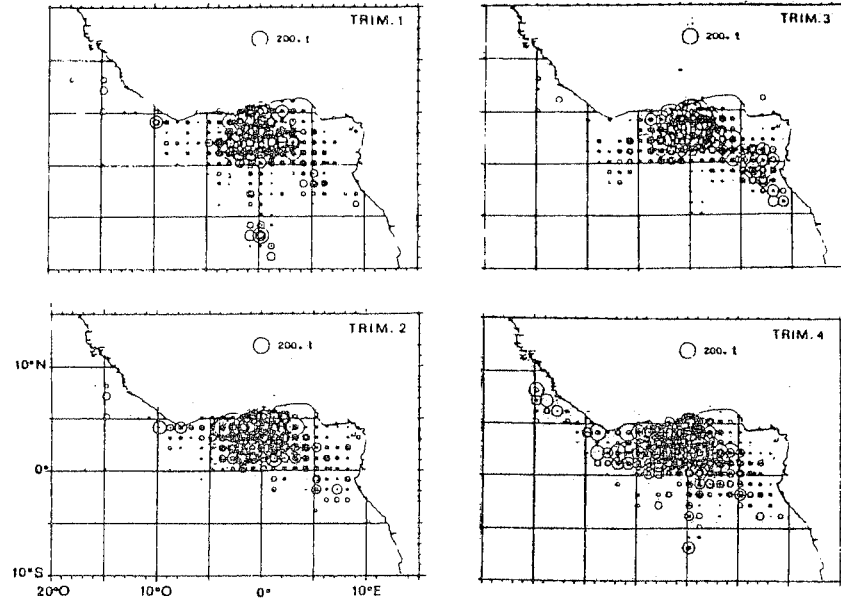 TRIM. 1
200. t
TRIM. 3
200. t
TRIM. 2
200. t
10°N
0°
10°S
20°O
10°O
0°
10°E
TRIM. 4
200. t